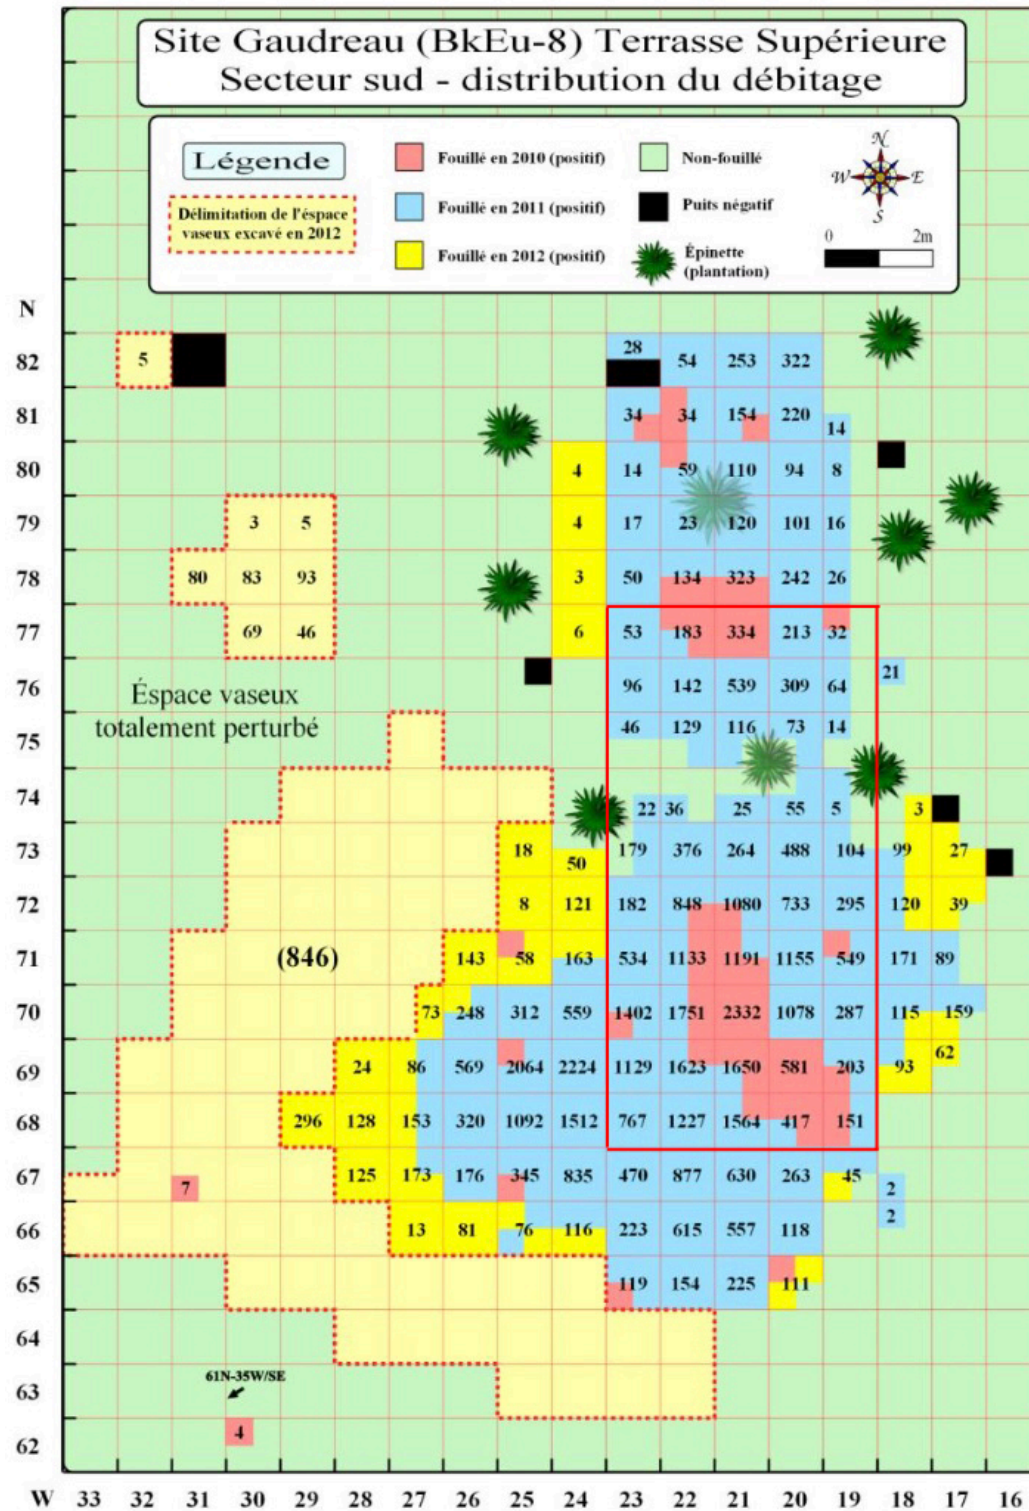 Site Gaudreau (BkEu-8) Terrasse Supérieure
Secteur sud - distribution du débitage
Légende
Délimitation de l'éspace
vaseux excavé en 2012
Fouillé en 2010 (positif)
Fouillé en 2011 (positif)
Fouillé en 2012 (positif)
Non-fouillé
Puits négatif
Épinette
(plantation)
N
W E
S
0 2m
N
82 5 28 54 253 322
81 34 34 154 220 14
80 4 14 59 110 94 8
79 3 5 4 17 23 120 101 16
78 80 83 93 3 50 134 323 242 26
77 69 46 6 53 183 334 213 32
76 96 142 539 309 64 21
Éspace vaseux
totalement perturbé
75 46 129 116 73 14
74 22 36 25 55 5 3
73 18 50 179 376 264 488 104 99 27
72 8 121 182 848 1080 733 295 120 39
71 (846) 143 58 163 534 1133 1191 1155 549 171 89
70 73 248 312 559 1402 1751 2332 1078 287 115 159
69 24 86 569 2064 2224 1129 1623 1650 581 203 93 62
68 296 128 153 320 1092 1512 767 1227 1564 417 151
67 7 125 173 176 345 835 470 877 630 263 45 2
66 13 81 76 116 223 615 557 118 2
65 119 154 225 111
64
61N-35W/SE
63
62 4
W 33 32 31 30 29 28 27 26 25 24 23 22 21 20 19 18 17 16